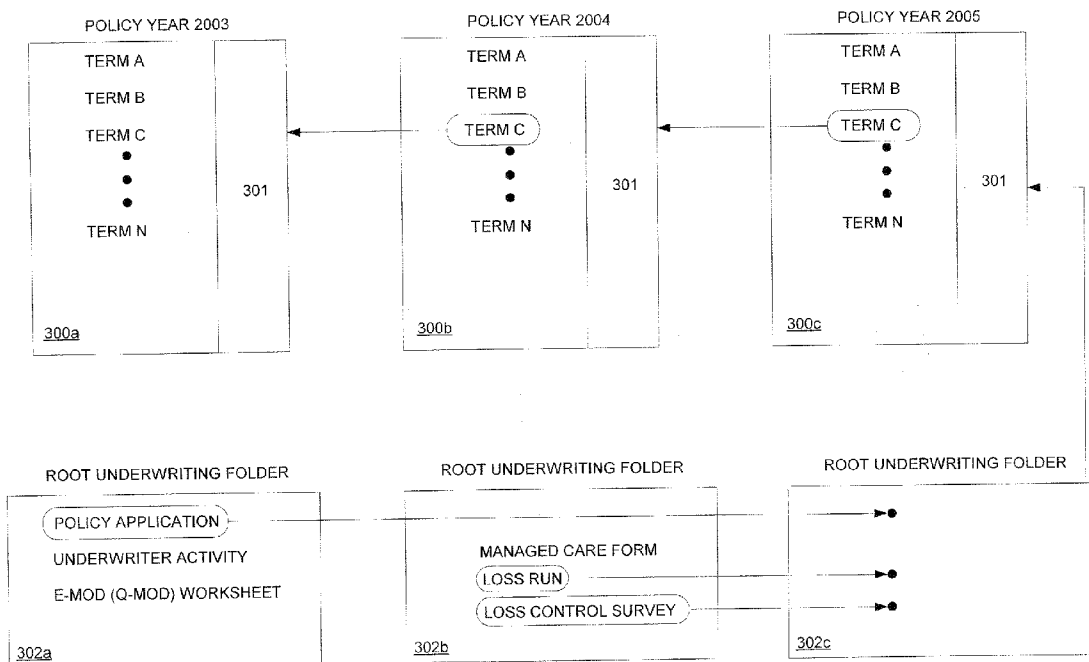 POLICY YEAR 2003
TERM A
TERM B
TERM C
TERM N
301
300a
POLICY YEAR 2004
TERM A
TERM B
TERM C
TERM N
301
300b
POLICY YEAR 2005
TERM A
TERM B
TERM C
TERM N
301
300c
ROOT UNDERWRITING FOLDER
POLICY APPLICATION
UNDERWRITER ACTIVITY
E-MOD (Q-MOD) WORKSHEET
302a
ROOT UNDERWRITING FOLDER
MANAGED CARE FORM
LOSS RUN
LOSS CONTROL SURVEY
302b
ROOT UNDERWRITING FOLDER
302c